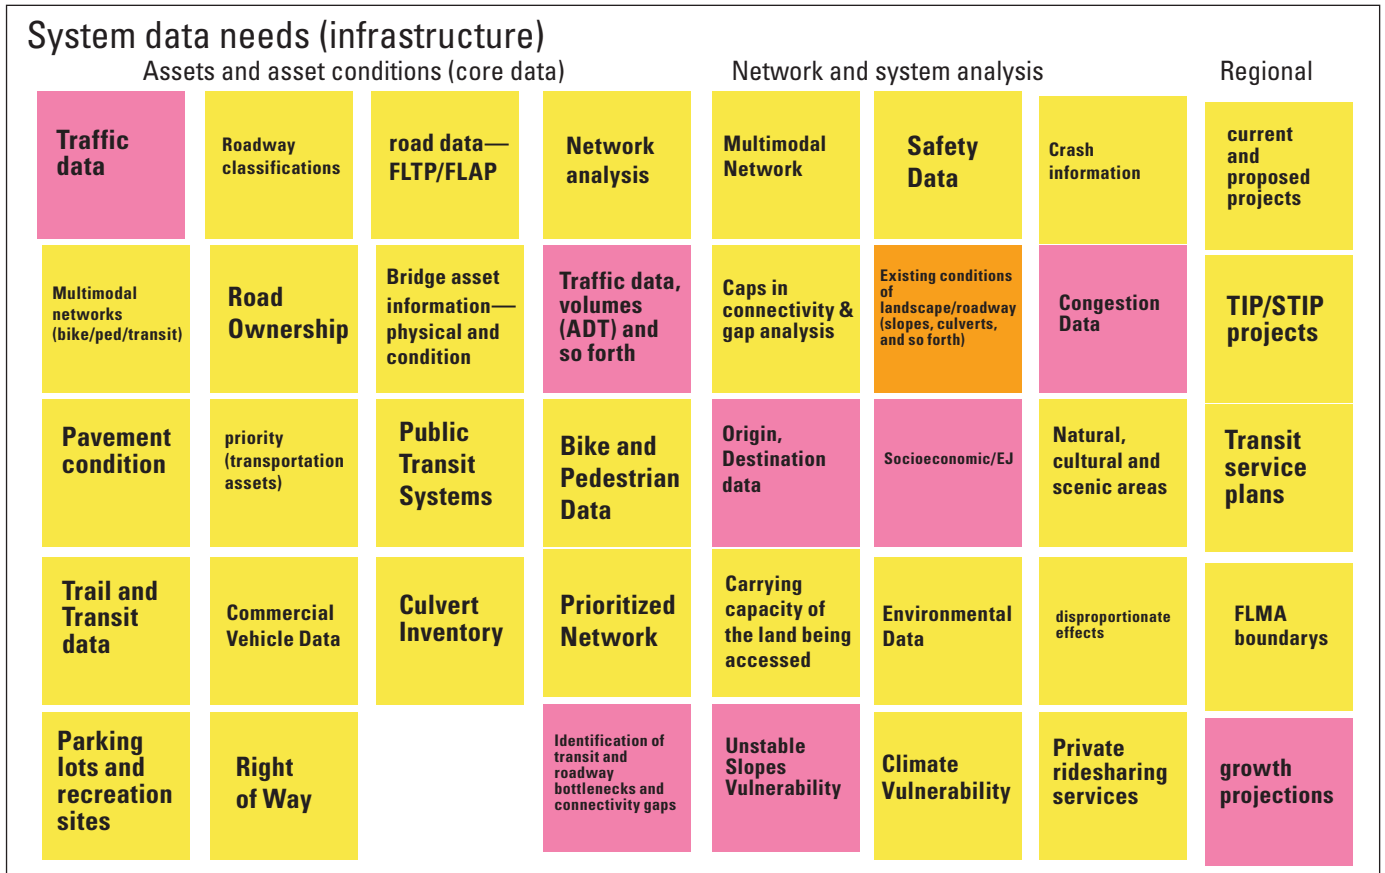 System data needs (infrastructure)
Assets and asset conditions (core data)
Network and system analysis
Regional
Traffic
data
Roadway
classifications
road data—
FLTP/FLAP
Network
analysis
Multimodal
Network
Safety
Data
Crash
information
current
and
proposed
projects
Multimodal
networks
(bike/ped/transit)
Road
Ownership
Bridge asset
information—
physical and
condition
Traffic data,
volumes
(ADT) and
so forth
Caps in
connectivity &
gap analysis
Existing conditions
of
landscape/roadway
(slopes, culverts,
and so forth)
Congestion
Data
TIP/STIP
projects
Pavement
condition
priority
(transportation
assets)
Public
Transit
Systems
Bike and
Pedestrian
Data
Origin,
Destination
data
Socioeconomic/EJ
Natural,
cultural and
scenic areas
Transit
service
plans
Trail and
Transit
data
Commercial
Vehicle Data
Culvert
Inventory
Prioritized
Network
Carrying
capacity of
the land being
accessed
Environmental
Data
disproportionate
effects
FLMA
boundarys
Parking
lots and
recreation
sites
Right
of Way
Identification of
transit and
roadway
bottlenecks and
connectivity gaps
Unstable
Slopes
Vulnerability
Climate
Vulnerability
Private
ridesharing
services
growth
projections